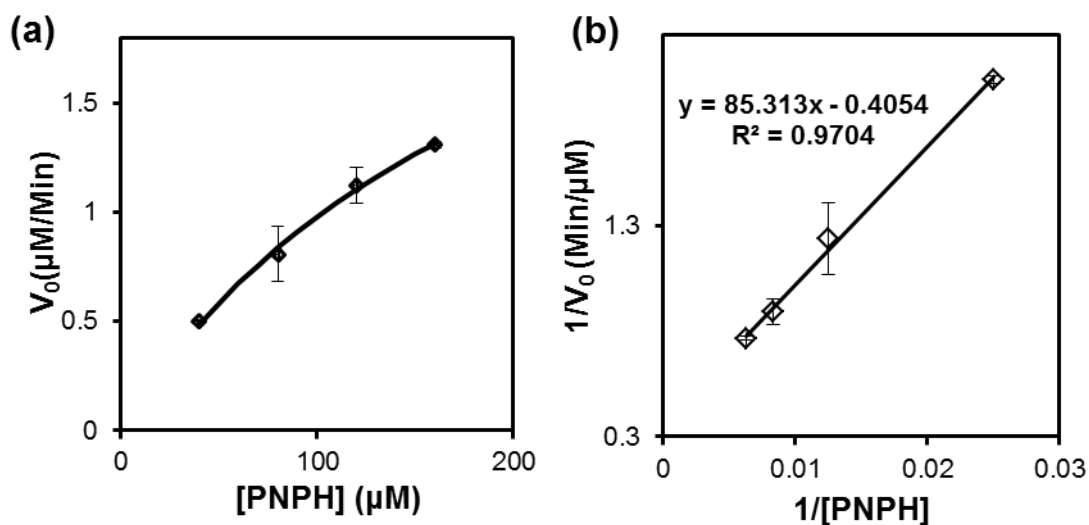 (a)
V₀(µM/Min)
1.5
1
0.5
0
0
100
200
[PNPH] (µM)
(b)
y = 85.313x - 0.4054
R² = 0.9704
1/V₀ (Min/µM)
1.3
0.3
0
0.01
0.02
0.03
1/[PNPH]